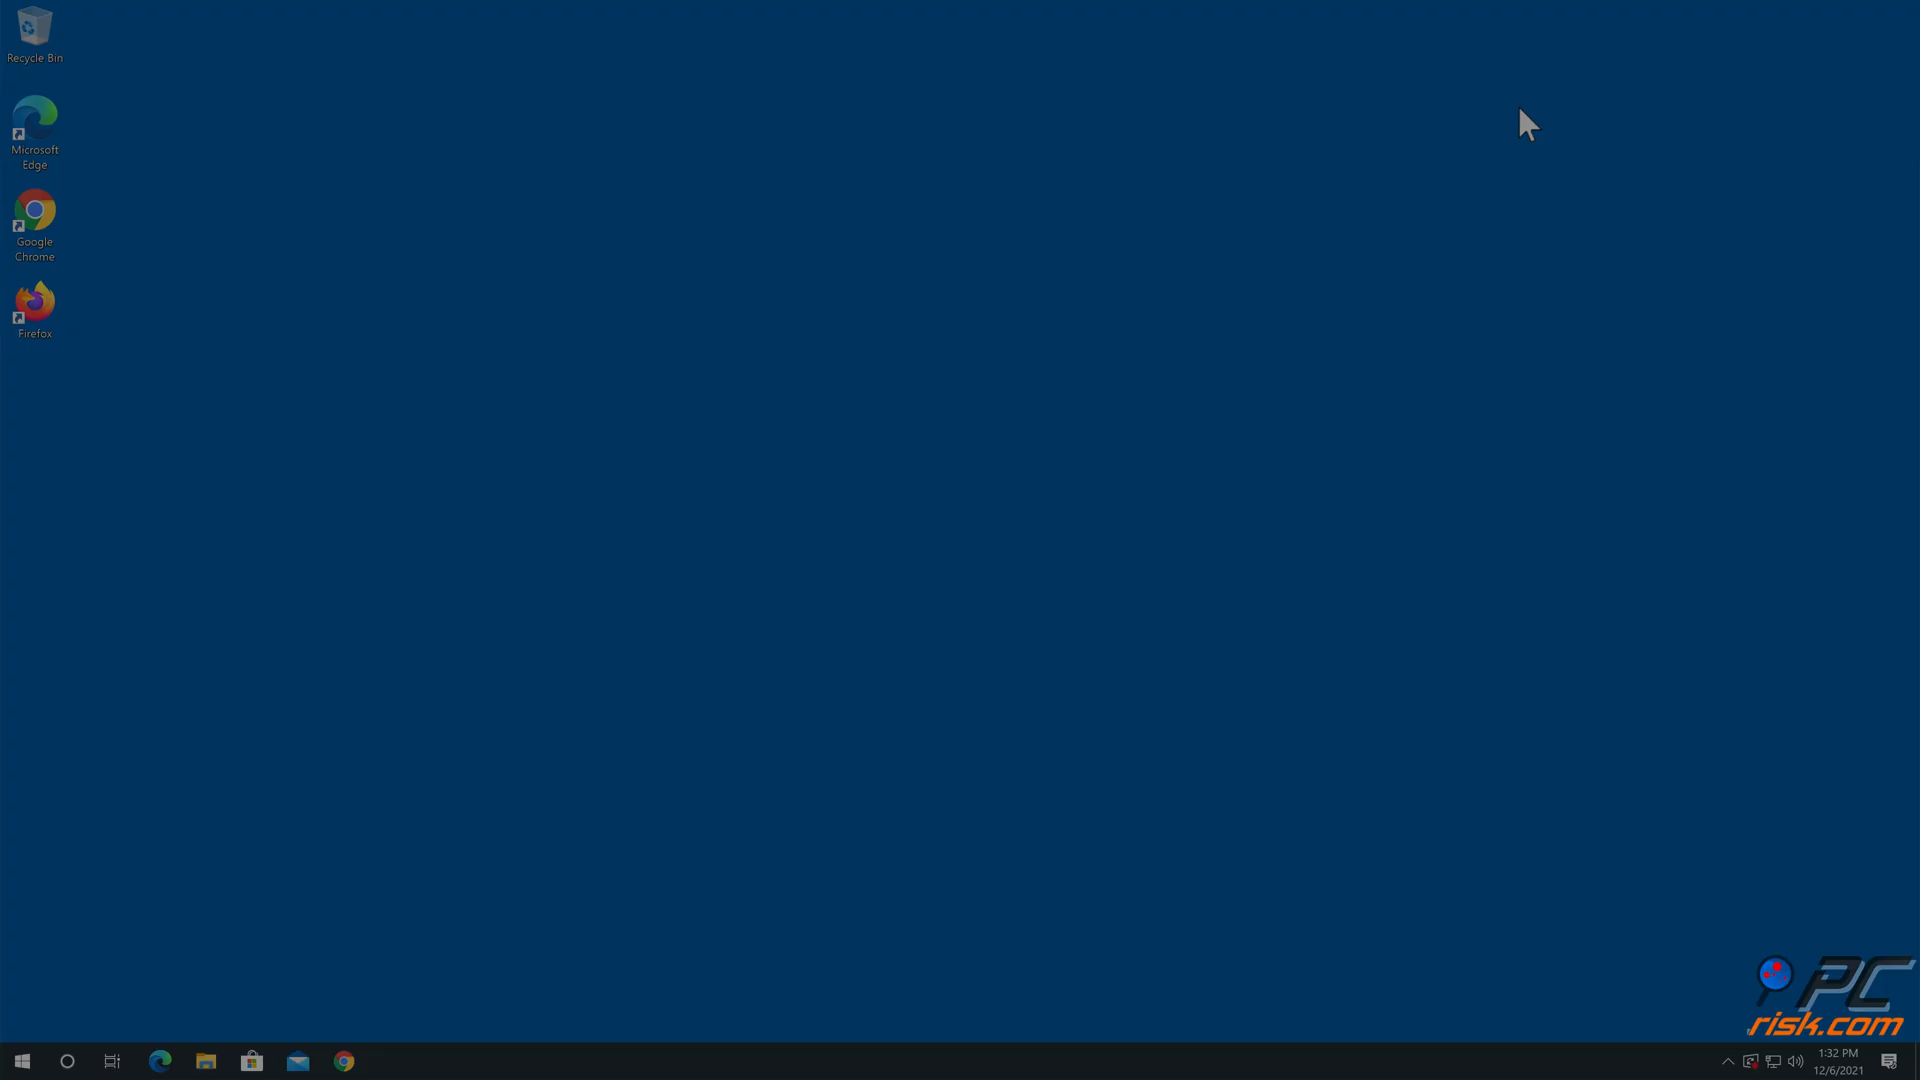 Recycle Bin
Microsoft
Edge
Google
Chrome
Firefox
PC
risk.com
1:32 PM
12/6/2021